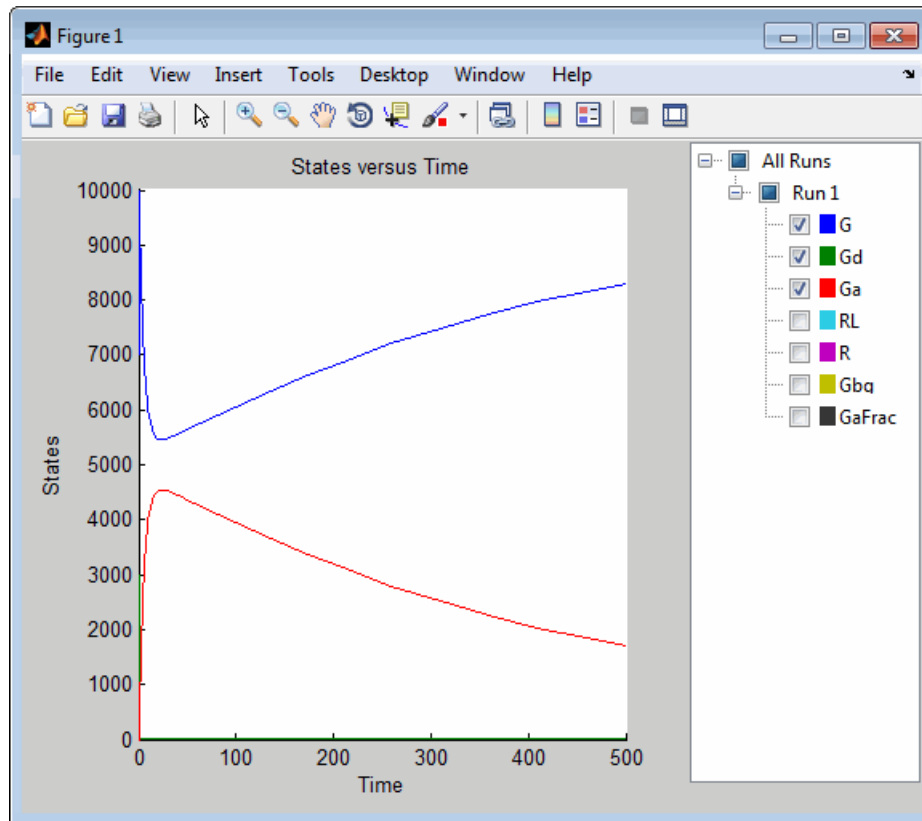 Figure 1
File Edit View Insert Tools Desktop Window Help
States versus Time
10000
9000
8000
7000
6000
5000
4000
3000
2000
1000
0
States
0 100 200 300 400 500
Time
All Runs
Run 1
G
Gd
Ga
RL
R
Gbg
GaFrac